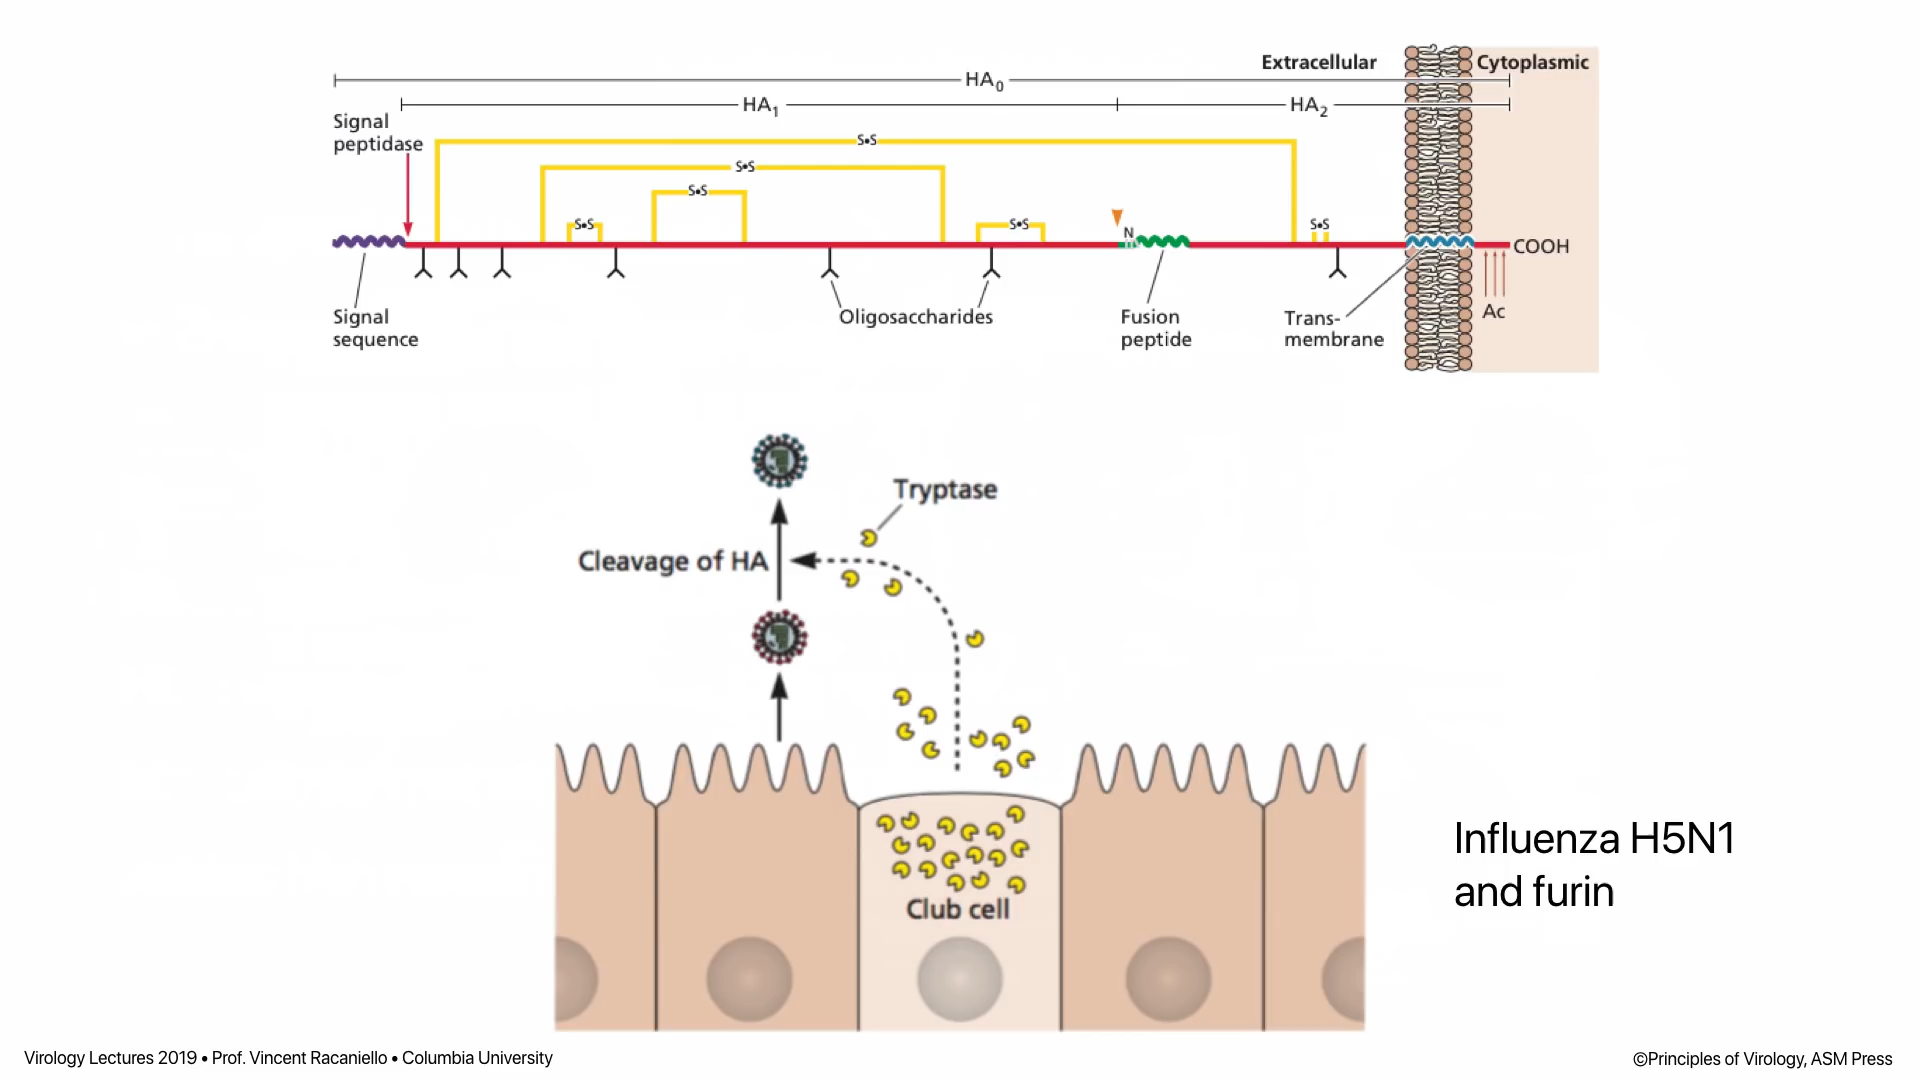 Extracellular
Cytoplasmic
HA0
HA1
HA2
Signal
peptidase
S•S
S•S
S•S
S•S
S•S
S•S
N
COOH
Signal
sequence
Oligosaccharides
Fusion
peptide
Trans-
membrane
Ac
Tryptase
Cleavage of HA
Club cell
Influenza H5N1
and furin
Virology Lectures 2019 • Prof. Vincent Racaniello • Columbia University
©Principles of Virology, ASM Press